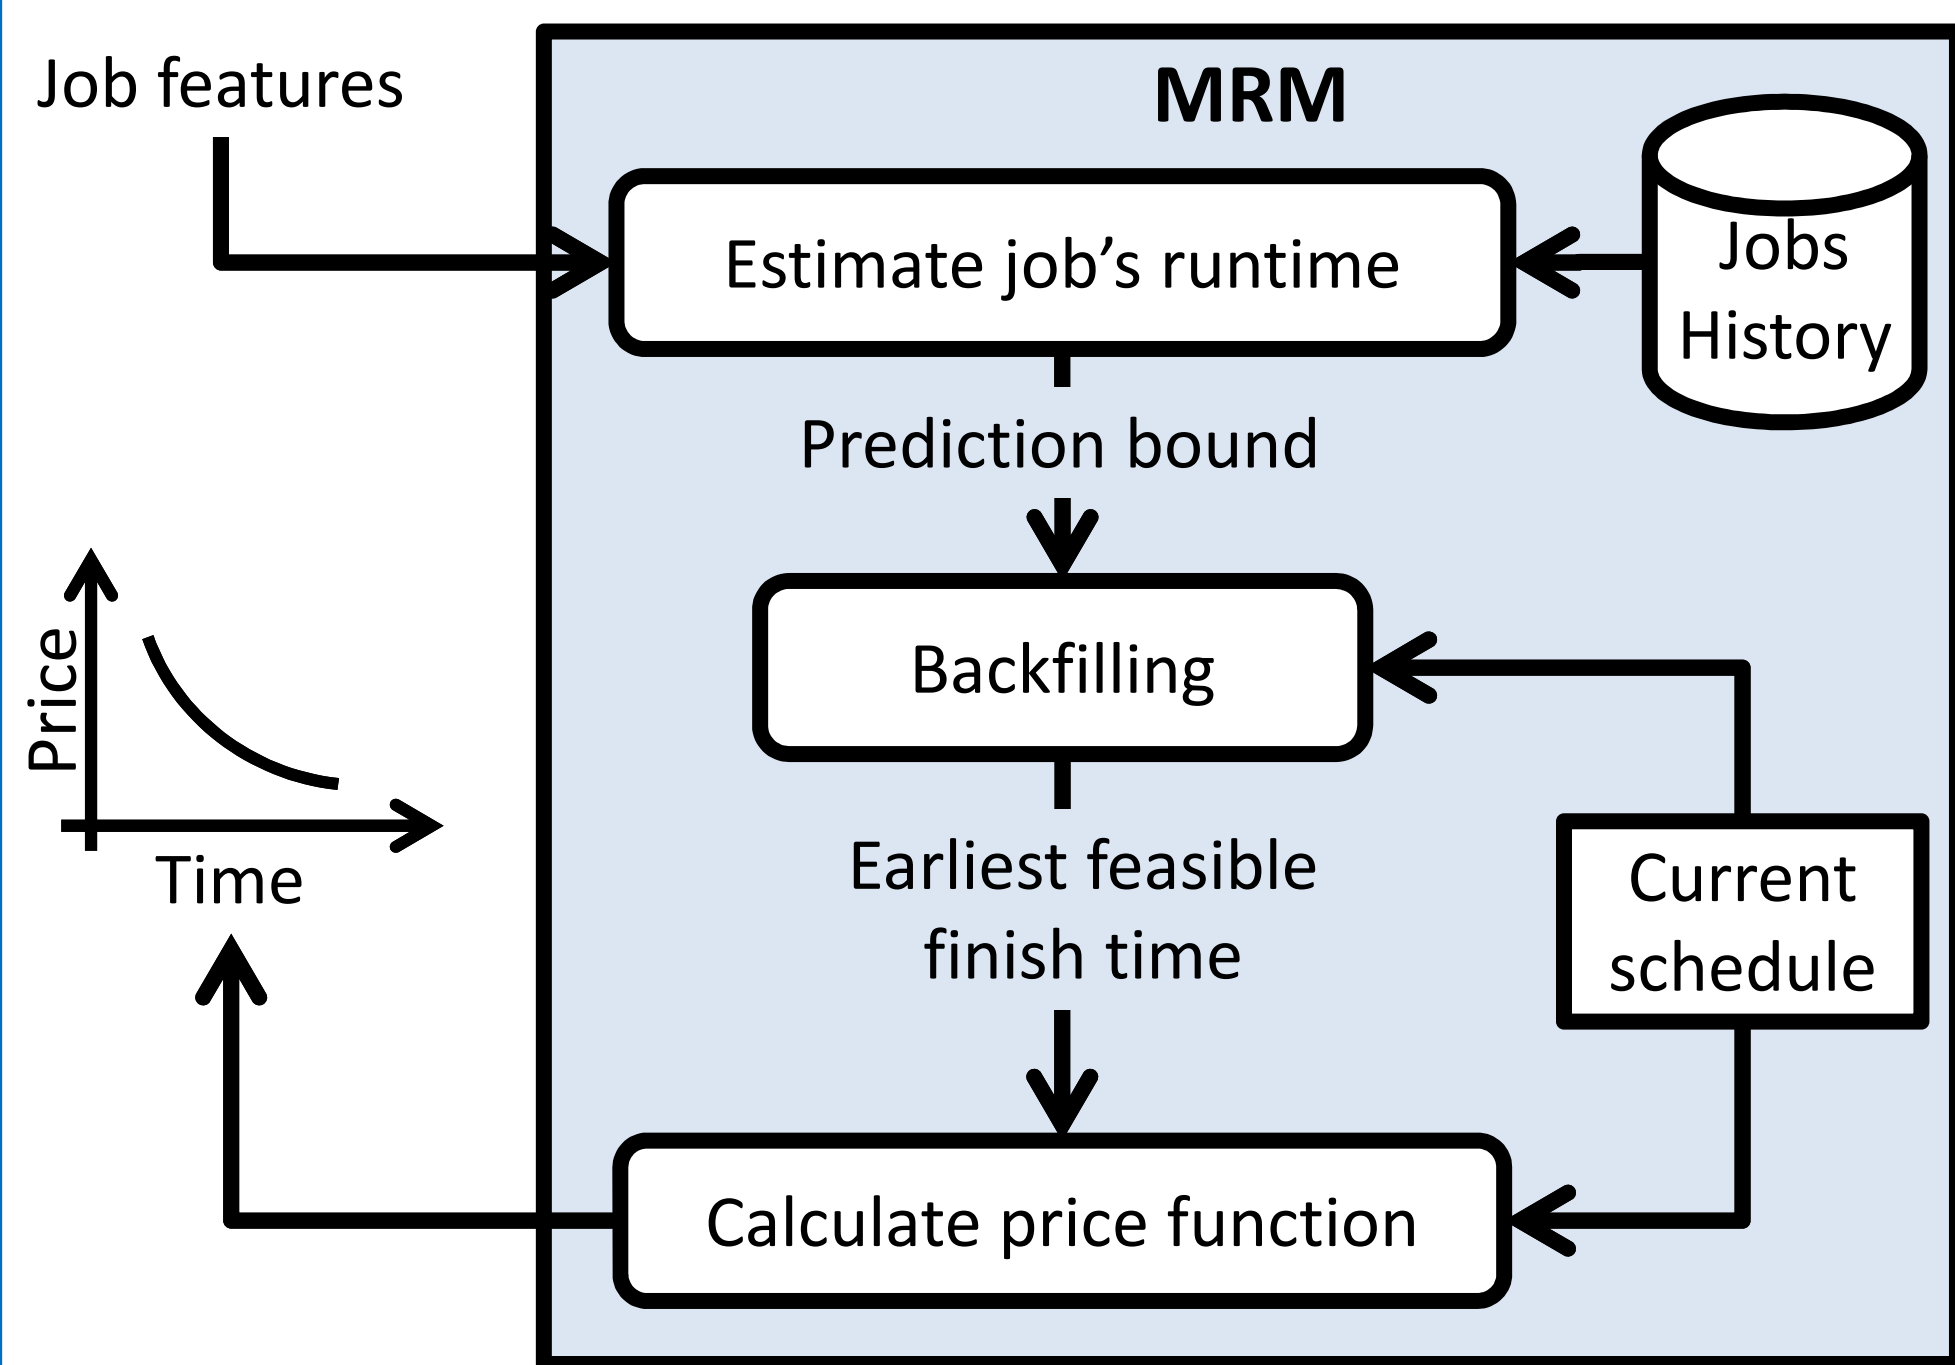 Job features
MRM
Estimate job’s runtime
Jobs
History
Prediction bound
Backfilling
Price
Time
Earliest feasible
finish time
Current
schedule
Calculate price function